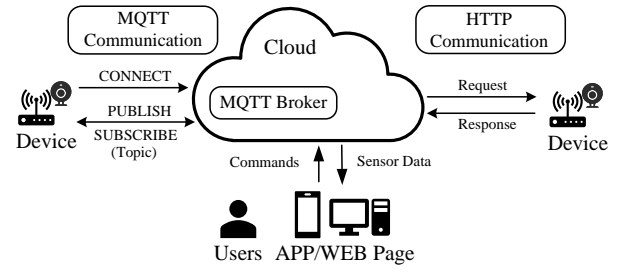 MQTT
Communication
HTTP
Communication
Cloud
CONNECT
MQTT Broker
Request
PUBLISH
SUBSCRIBE
(Topic)
Response
Device
Device
Commands
Sensor Data
Users
APP/WEB Page